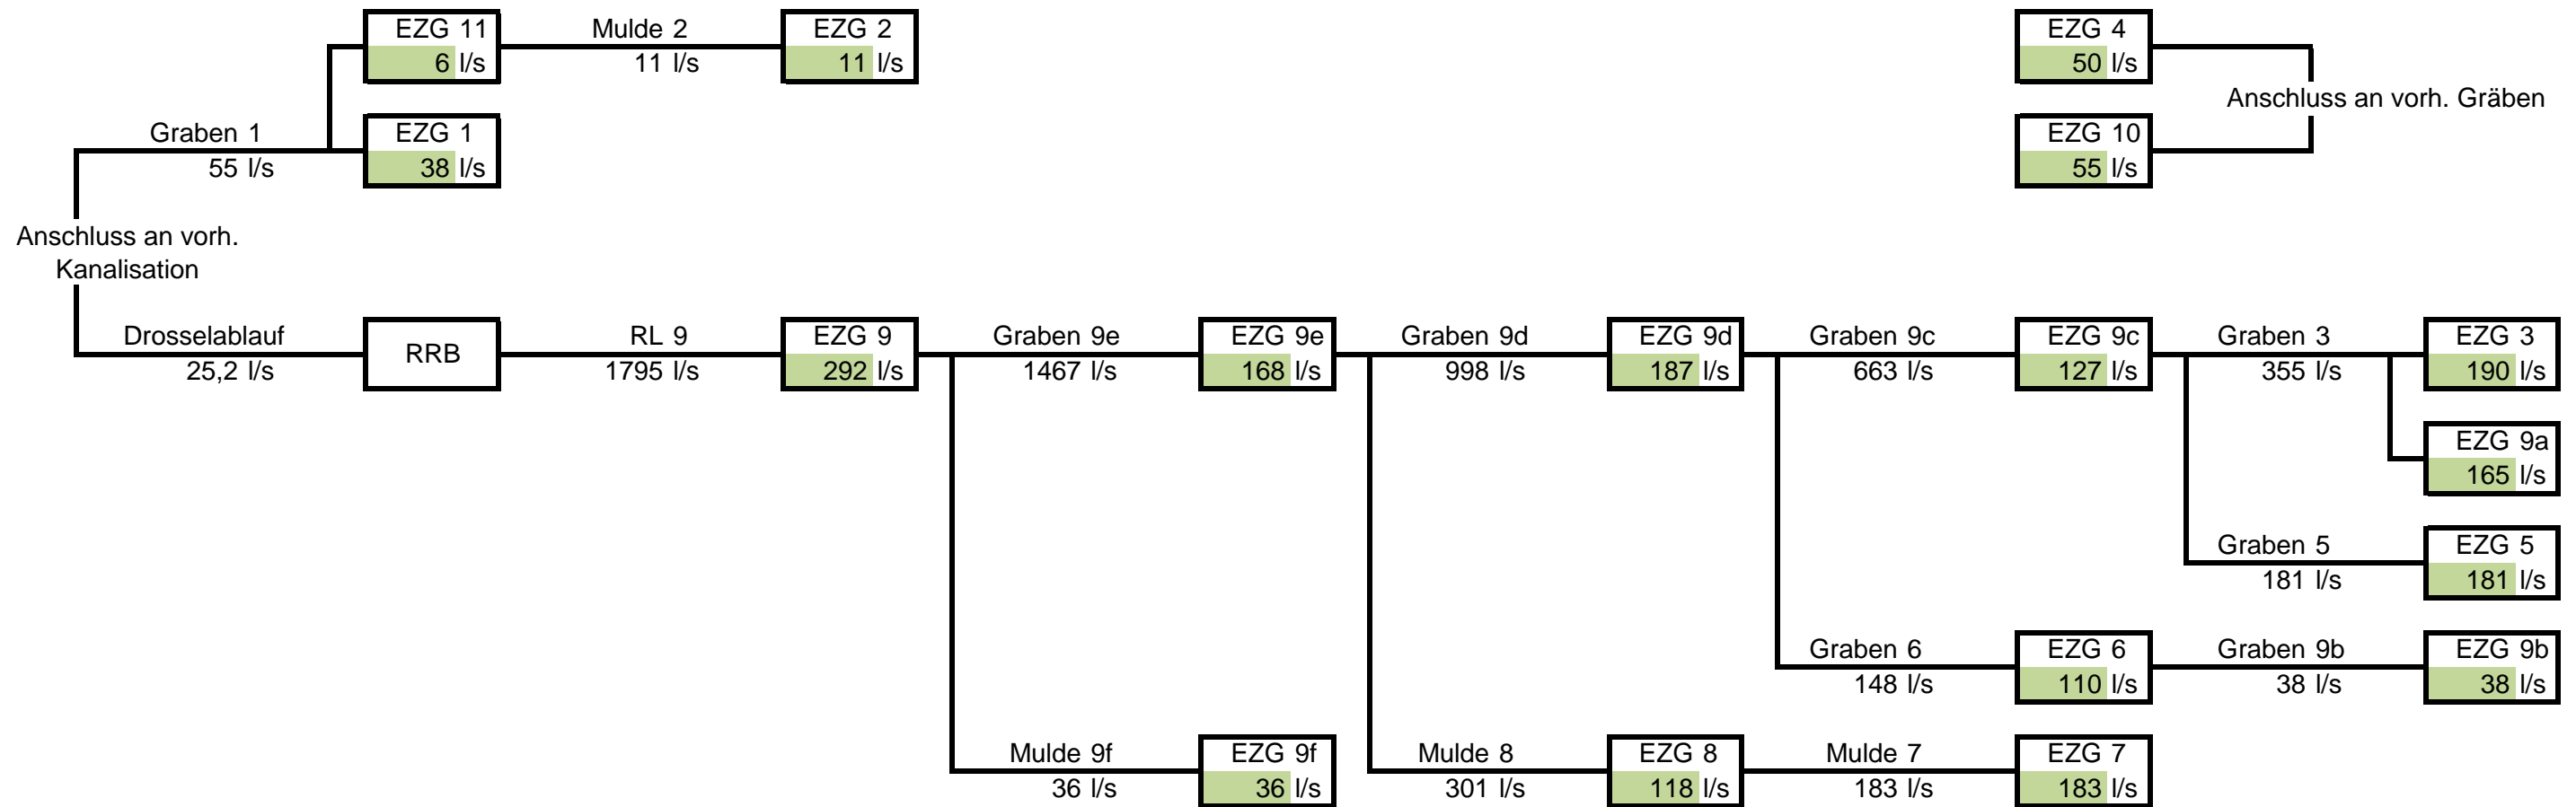 EZG 11 Mulde 2 EZG 2 EZG 4
6 l/s 11 l/s 11 l/s 50 l/s
Anschluss an vorh. Gräben
Graben 1 EZG 1 EZG 10
55 l/s 38 l/s 55 l/s
Anschluss an vorh.
Kanalisation
Drosselablauf RRB RL 9 EZG 9 Graben 9e EZG 9e Graben 9d EZG 9d Graben 9c EZG 9c Graben 3 EZG 3
25,2 l/s 1795 l/s 292 l/s 1467 l/s 168 l/s 998 l/s 187 l/s 663 l/s 127 l/s 355 l/s 190 l/s
EZG 9a
165 l/s
Graben 5 EZG 5
181 l/s 181 l/s
Graben 6 EZG 6 Graben 9b EZG 9b
148 l/s 110 l/s 38 l/s 38 l/s
Mulde 9f EZG 9f Mulde 8 EZG 8 Mulde 7 EZG 7
36 l/s 36 l/s 301 l/s 118 l/s 183 l/s 183 l/s